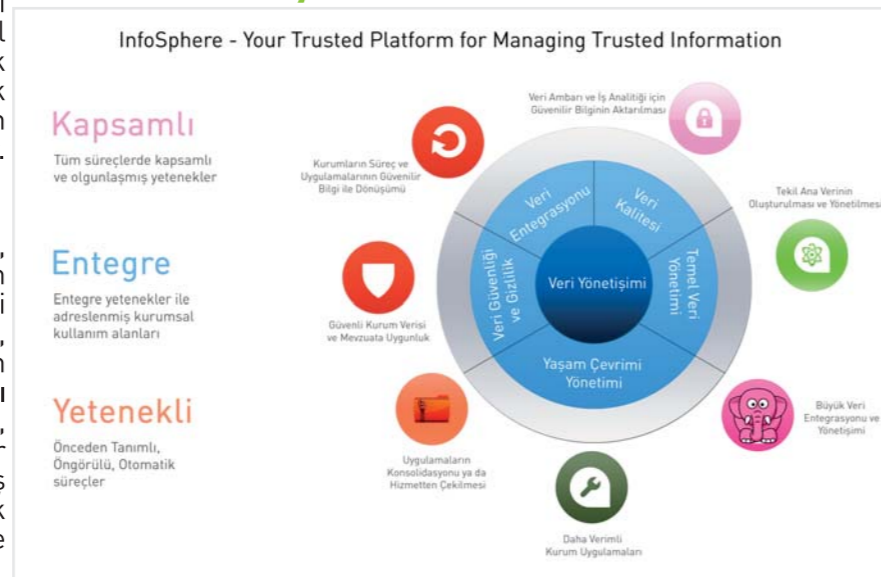 InfoSphere - Your Trusted Platform for Managing Trusted Information
Kapsamlı
Tüm süreçlerde kapsamlı
ve olgunlaşmış yetenekler
Entegre
Entegre yetenekler ile
adreslenmiş kurumsal
kullanım alanları
Yetenekli
Önceden Tanımlı,
Öngörülü, Otomatik
süreçler
Veri Ambarı ve İş Analitiği için
Güvenilir Bilginin Aktarılması
Kurumların Süreç ve
Uygulamalarının Güvenilir
Bilgi ile Dönüşümü
Tekil Ana Verinin
Oluşturulması ve Yönetilmesi
Güvenli Kurum Verisi
ve Mevzuata Uygunluk
Büyük Veri
Entegrasyonu ve
Yönetişimi
Uygulamaların
Konsolidasyonu ya da
Hizmetten Çekilmesi
Daha Verimli
Kurum Uygulamaları
Veri
Entegrasyonu
Veri
Kalitesi
Veri Güvenliği
ve Gizlilik
Veri Yönetişimi
Temel Veri
Yönetimi
Yaşam Çevrimi
Yönetimi